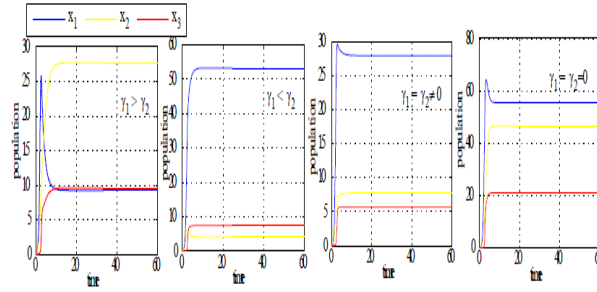 x1 x2 x3
population
30
25
20
15
10
5
0
γ1 > γ2
0 20 40 60
time
population
60
50
40
30
20
10
0
γ1 < γ2
0 20 40 60
time
population
30
25
20
15
10
5
0
γ1 = γ2≠0
0 20 40 60
time
population
80
60
40
20
0
γ1 = γ2=0
0 20 40 60
time